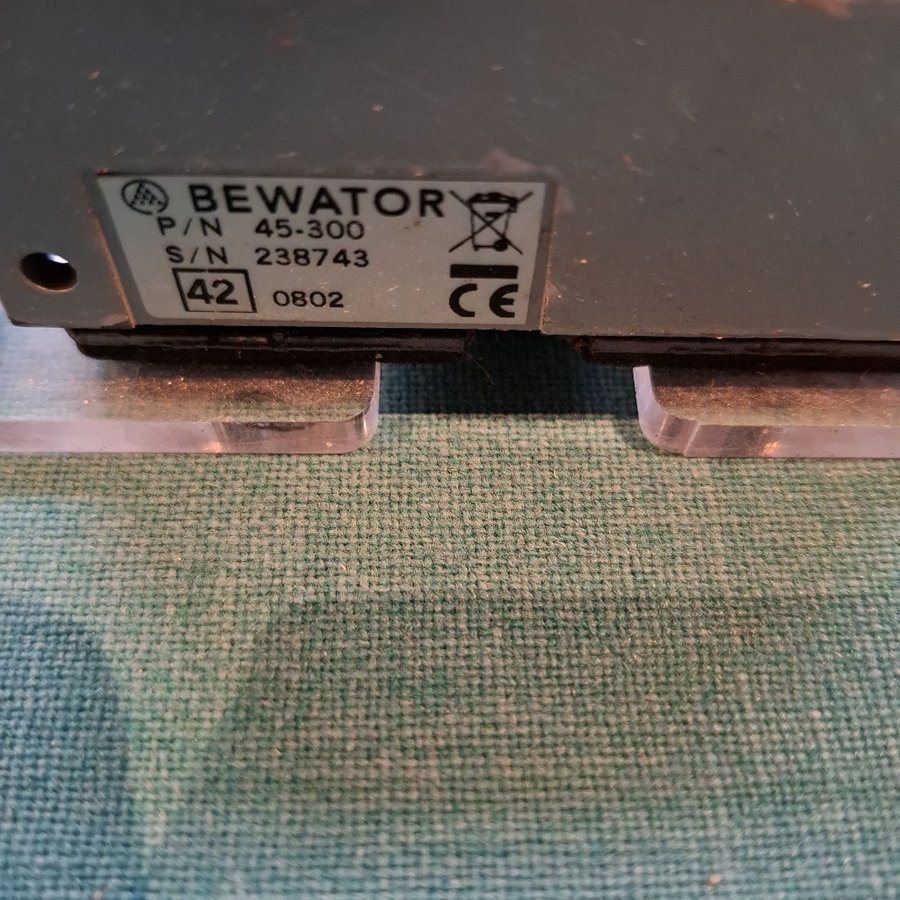 BEWATOR
P/N 45-300
S/N 238743
42 0802
CE